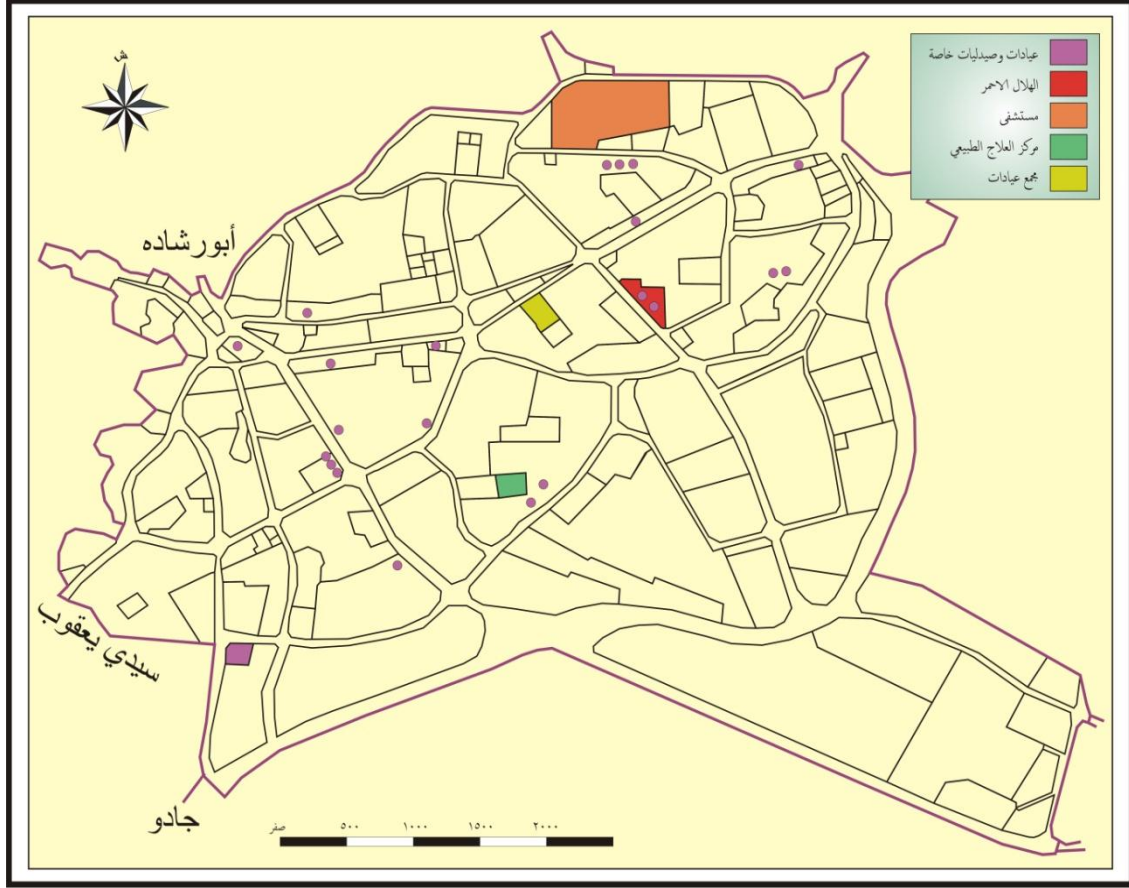 ش
عيادات وصيدليات خاصة
الهلال الاحمر
مستشفى
مركز العلاج الطبيعي
مجمع عيادات
أبورشاده
سيدي يعقوب
جادو
صفر ٥٠٠ ١٠٠٠ ١٥٠٠ ٢٠٠٠